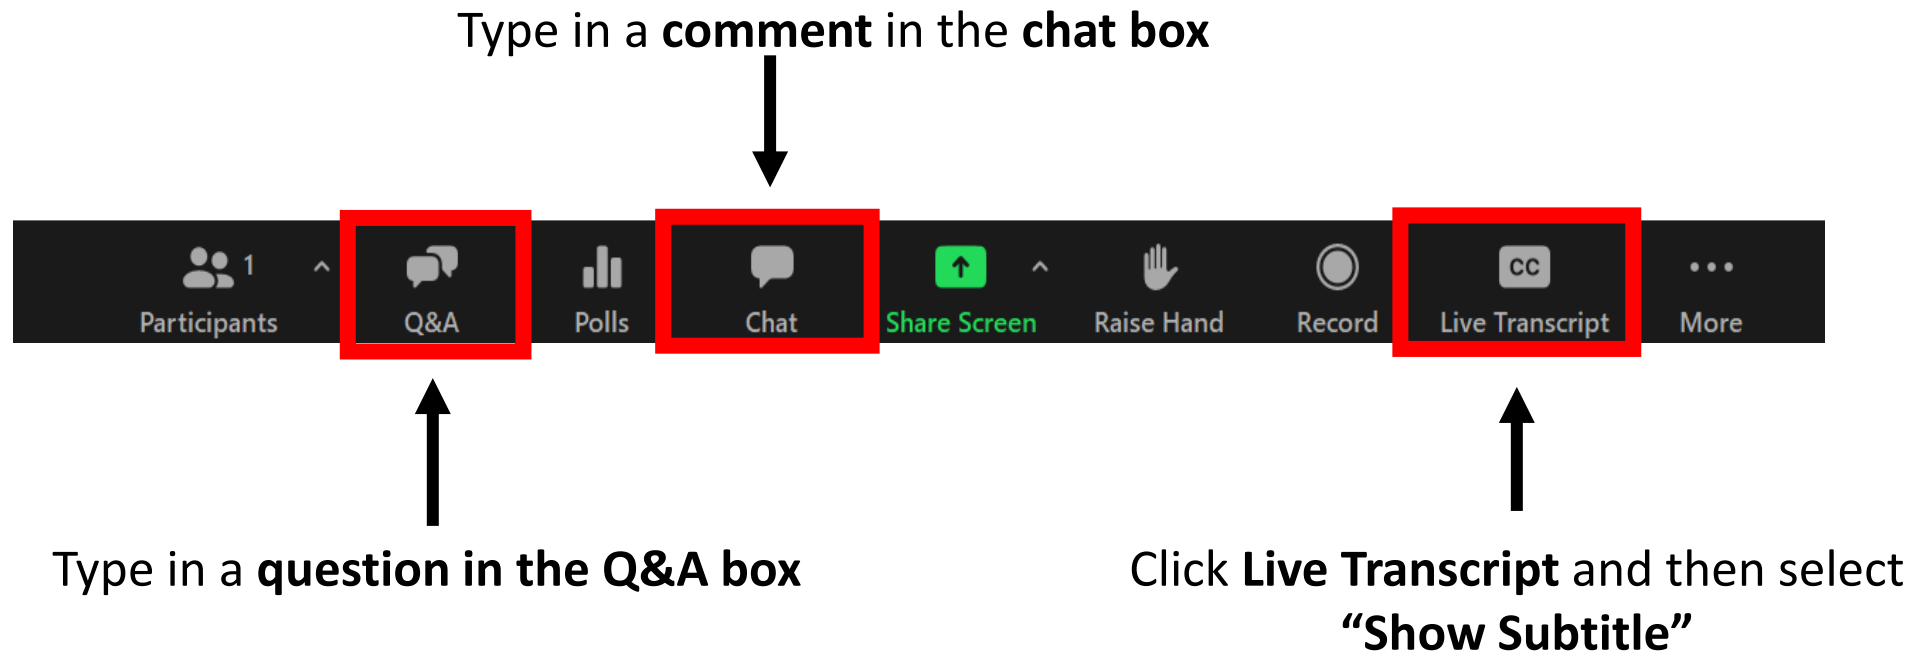 Type in a comment in the chat box
1
Participants
Q&A
Polls
Chat
Share Screen
Raise Hand
Record
CC
Live Transcript
More
Type in a question in the Q&A box
Click Live Transcript and then select
“Show Subtitle”